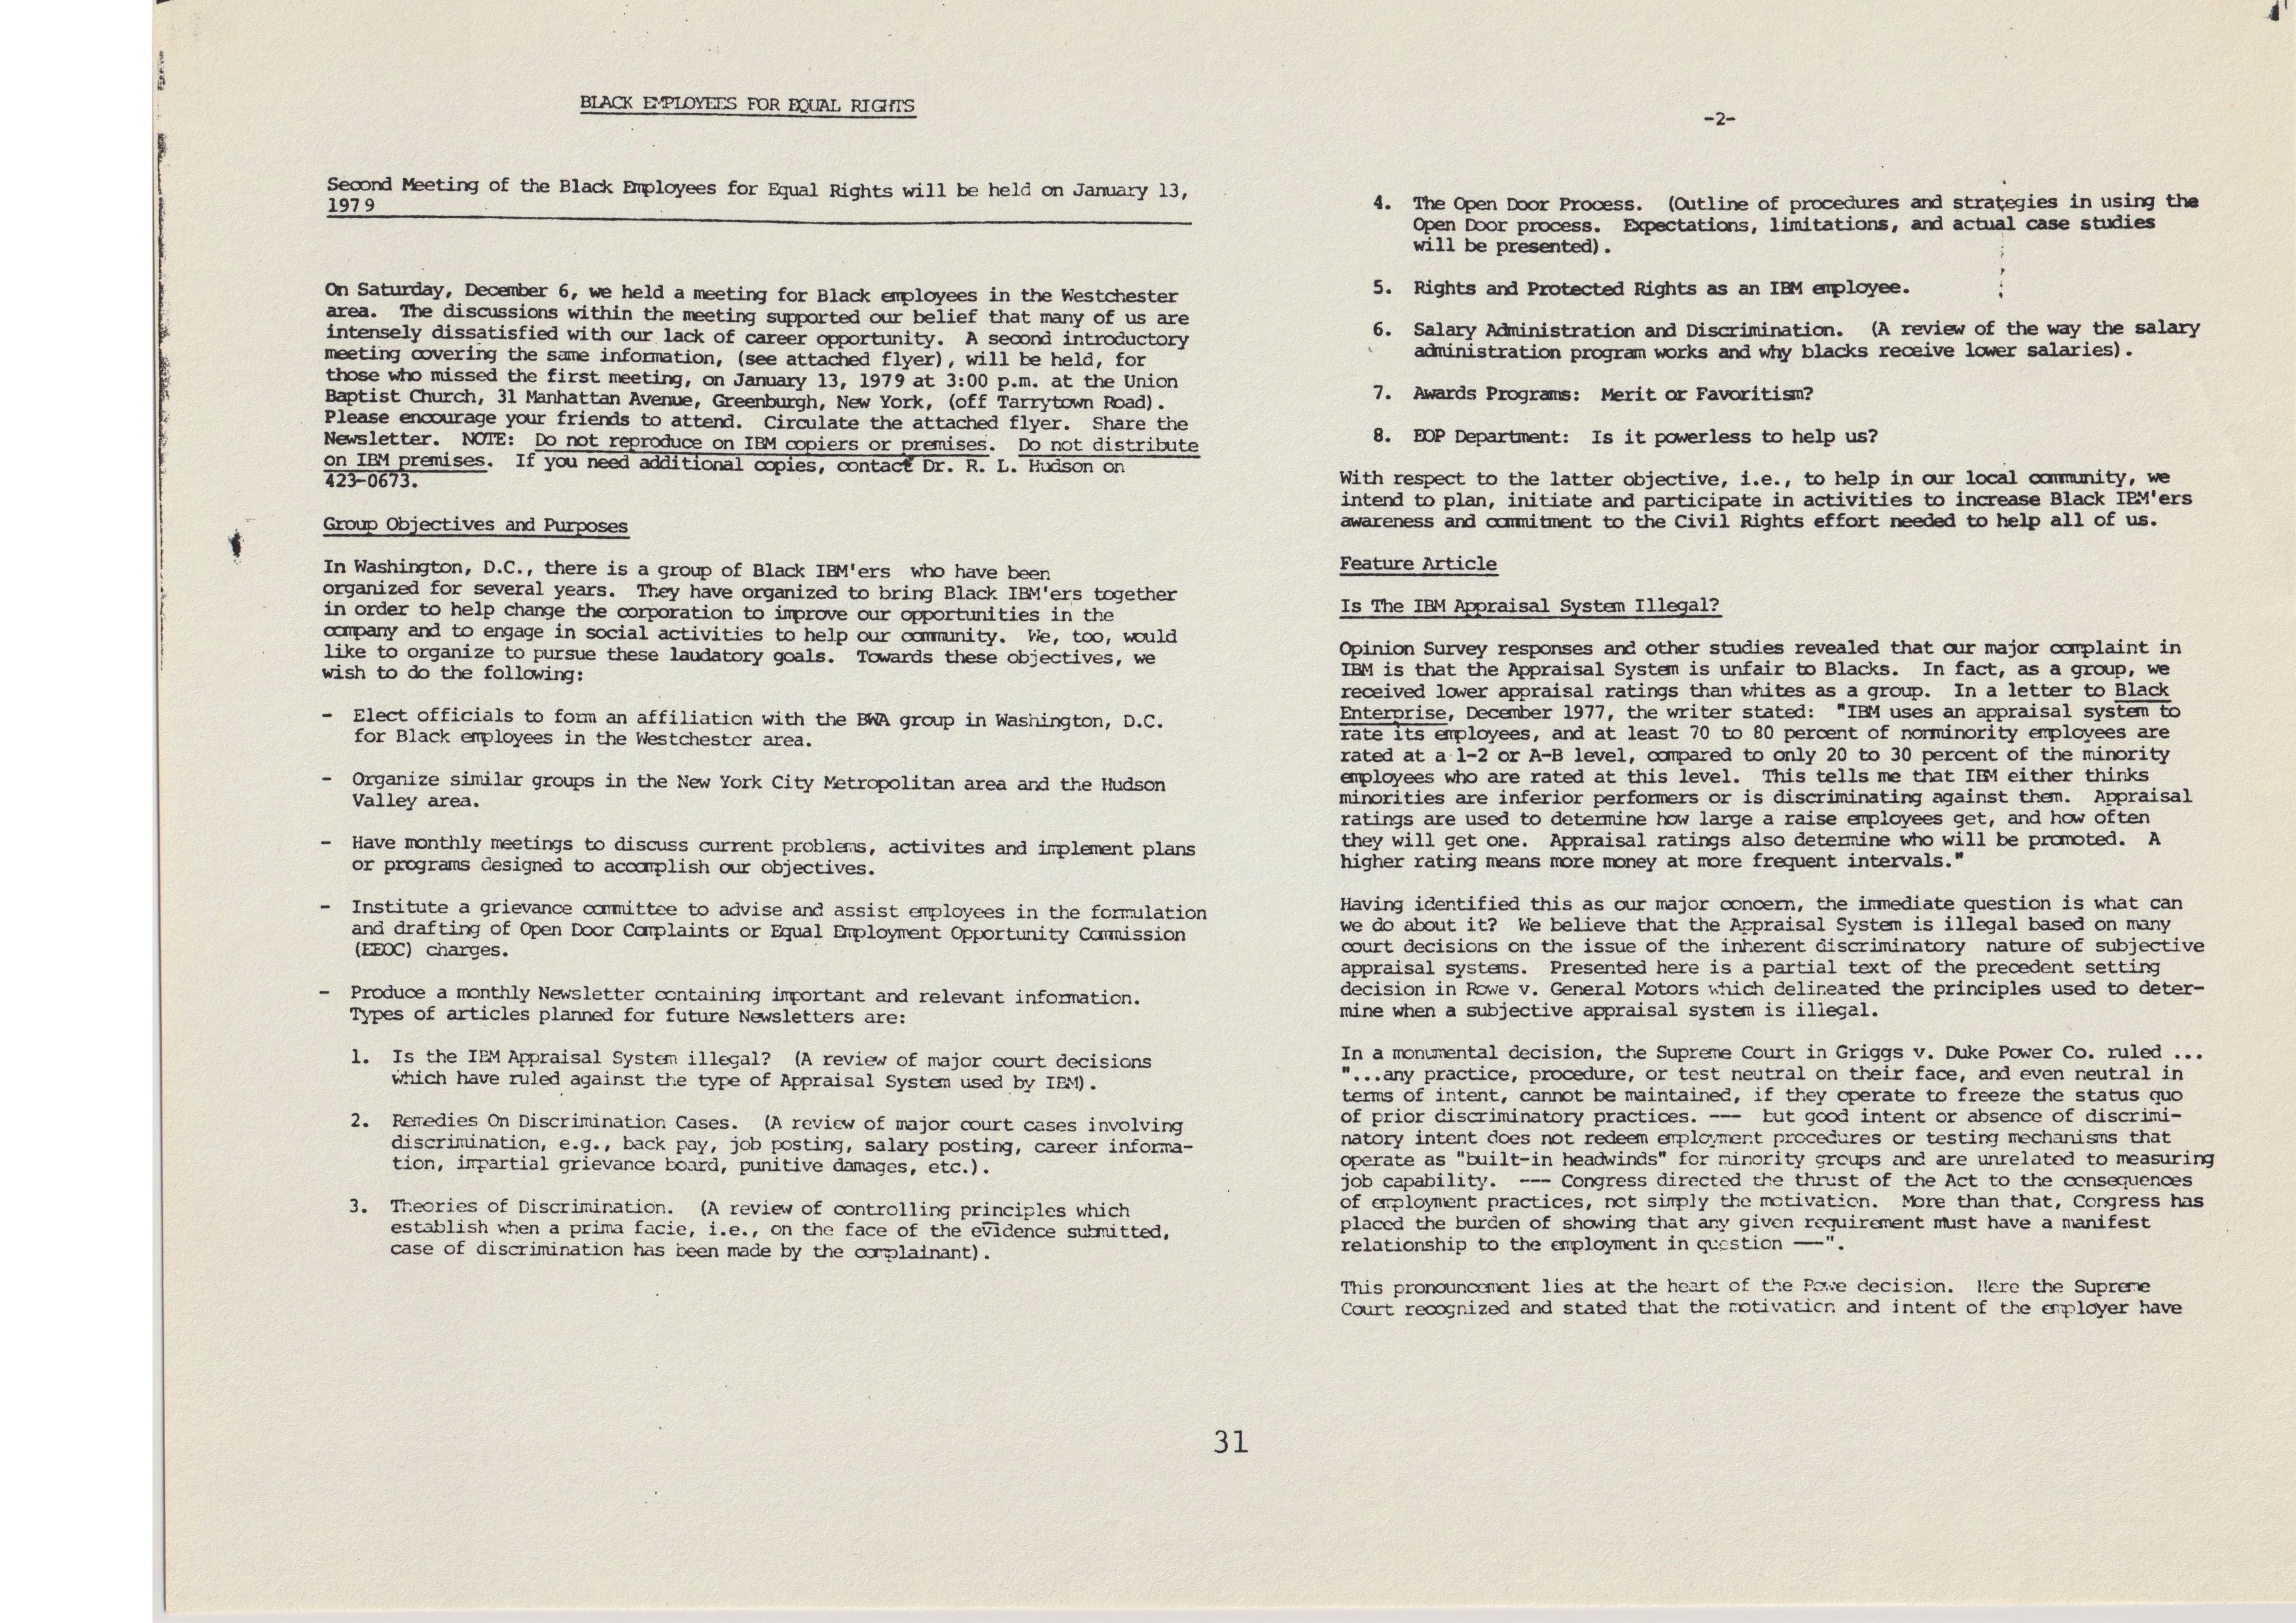 BLACK EMPLOYEES FOR EQUAL RIGHTS
Second Meeting of the Black Employees for Equal Rights will be held on January 13,
1979
On Saturday, December 6, we held a meeting for Black employees in the Westchester
area. The discussions within the meeting supported our belief that many of us are
intensely dissatisfied with our lack of career opportunity. A second introductory
meeting covering the same information, (see attached flyer), will be held, for
those who missed the first meeting, on January 13, 1979 at 3:00 p.m. at the Union
Baptist Church, 31 Manhattan Avenue, Greenburgh, New York, (off Tarrytown Road).
Please encourage your friends to attend. Circulate the attached flyer. Share the
Newsletter. NOTE: Do not reproduce on IBM copiers or premises. Do not distribute
on IBM premises. If you need additional copies, contact Dr. R. L. Hudson on
423-0673.
Group Objectives and Purposes
In Washington, D.C., there is a group of Black IBM'ers who have been
organized for several years. They have organized to bring Black IBM'ers together
in order to help change the corporation to improve our opportunities in the
company and to engage in social activities to help our community. We, too, would
like to organize to pursue these laudatory goals. Towards these objectives, we
wish to do the following:
- Elect officials to form an affiliation with the BWA group in Washington, D.C.
for Black employees in the Westchester area.
- Organize similar groups in the New York City Metropolitan area and the Hudson
Valley area.
- Have monthly meetings to discuss current problems, activites and implement plans
or programs designed to accomplish our objectives.
- Institute a grievance committee to advise and assist employees in the formulation
and drafting of Open Door Complaints or Equal Employment Opportunity Commission
(EEOC) charges.
- Produce a monthly Newsletter containing important and relevant information.
Types of articles planned for future Newsletters are:
1. Is the IBM Appraisal System illegal? (A review of major court decisions
which have ruled against the type of Appraisal System used by IBM).
2. Remedies On Discrimination Cases. (A review of major court cases involving
discrimination, e.g., back pay, job posting, salary posting, career informa-
tion, impartial grievance board, punitive damages, etc.).
3. Theories of Discrimination. (A review of controlling principles which
establish when a prima facie, i.e., on the face of the evidence submitted,
case of discrimination has been made by the complainant).
-2-
4. The Open Door Process. (Outline of procedures and strategies in using the
Open Door process. Expectations, limitations, and actual case studies
will be presented).
5. Rights and Protected Rights as an IBM employee.
6. Salary Administration and Discrimination. (A review of the way the salary
administration program works and why blacks receive lower salaries).
7. Awards Programs: Merit or Favoritism?
8. EOP Department: Is it powerless to help us?
With respect to the latter objective, i.e., to help in our local community, we
intend to plan, initiate and participate in activities to increase Black IBM'ers
awareness and commitment to the Civil Rights effort needed to help all of us.
Feature Article
Is The IBM Appraisal System Illegal?
Opinion Survey responses and other studies revealed that our major complaint in
IBM is that the Appraisal System is unfair to Blacks. In fact, as a group, we
received lower appraisal ratings than whites as a group. In a letter to Black
Enterprise, December 1977, the writer stated: "IBM uses an appraisal system to
rate its employees, and at least 70 to 80 percent of norminority employees are
rated at a 1-2 or A-B level, compared to only 20 to 30 percent of the minority
employees who are rated at this level. This tells me that IBM either thinks
minorities are inferior performers or is discriminating against them. Appraisal
ratings are used to determine how large a raise employees get, and how often
they will get one. Appraisal ratings also determine who will be promoted. A
higher rating means more money at more frequent intervals."
Having identified this as our major concern, the immediate question is what can
we do about it? We believe that the Appraisal System is illegal based on many
court decisions on the issue of the inherent discriminatory nature of subjective
appraisal systems. Presented here is a partial text of the precedent setting
decision in Rowe v. General Motors which delineated the principles used to deter-
mine when a subjective appraisal system is illegal.
In a monumental decision, the Supreme Court in Griggs v. Duke Power Co. ruled ...
"...any practice, procedure, or test neutral on their face, and even neutral in
terms of intent, cannot be maintained, if they operate to freeze the status quo
of prior discriminatory practices. --- but good intent or absence of discrimi-
natory intent does not redeem employment procedures or testing mechanisms that
operate as "built-in headwinds" for minority groups and are unrelated to measuring
job capability. --- Congress directed the thrust of the Act to the consequences
of employment practices, not simply the motivation. More than that, Congress has
placed the burden of showing that any given requirement must have a manifest
relationship to the employment in question ---".
This pronouncement lies at the heart of the Rowe decision. Here the Supreme
Court recognized and stated that the motivation and intent of the employer have
31